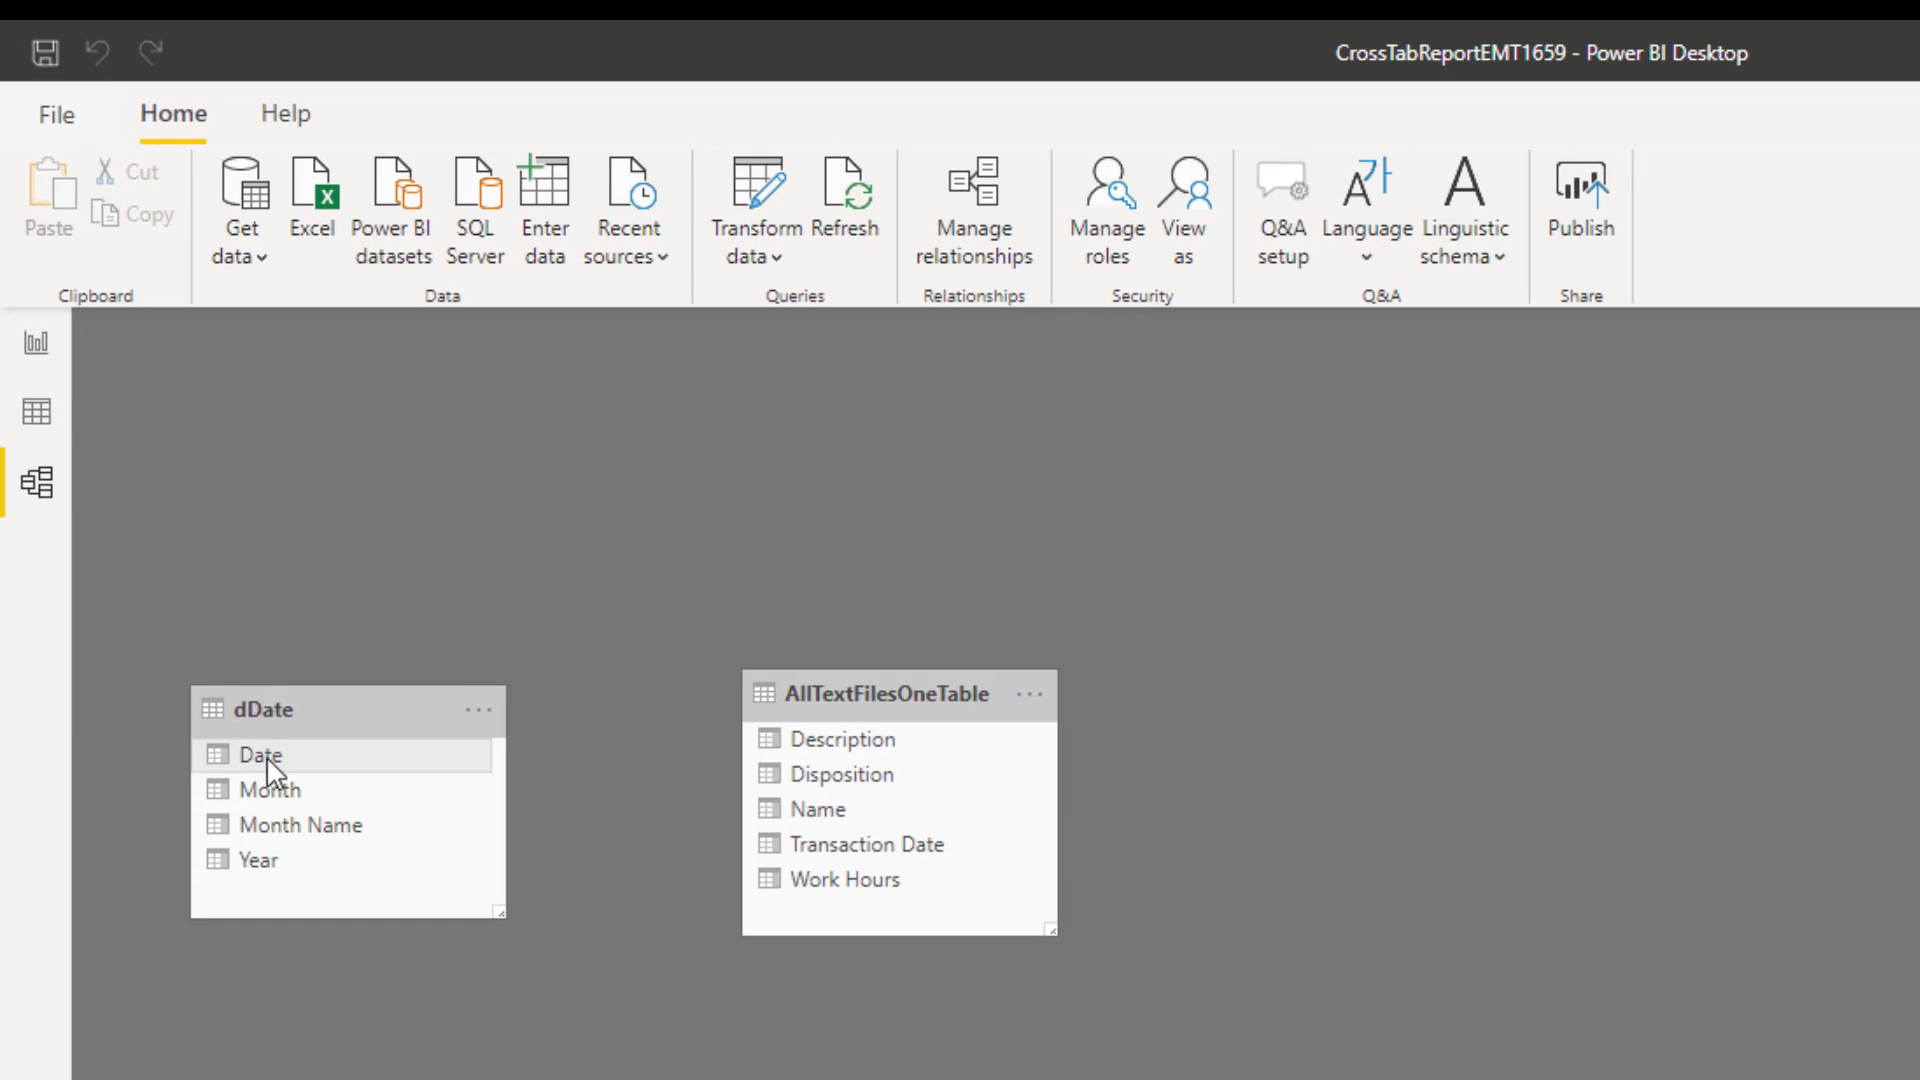 CrossTabReportEMT1659 - Power BI Desktop
File Home Help
Paste
Cut
Copy
Clipboard
Get data
Excel
Power BI datasets
SQL Server
Enter data
Recent sources
Data
Transform data
Refresh
Queries
Manage relationships
Relationships
Manage roles
View as
Security
Q&A setup
Language
Linguistic schema
Q&A
Publish
Share
dDate
Date
Month
Month Name
Year
AllTextFilesOneTable
Description
Disposition
Name
Transaction Date
Work Hours